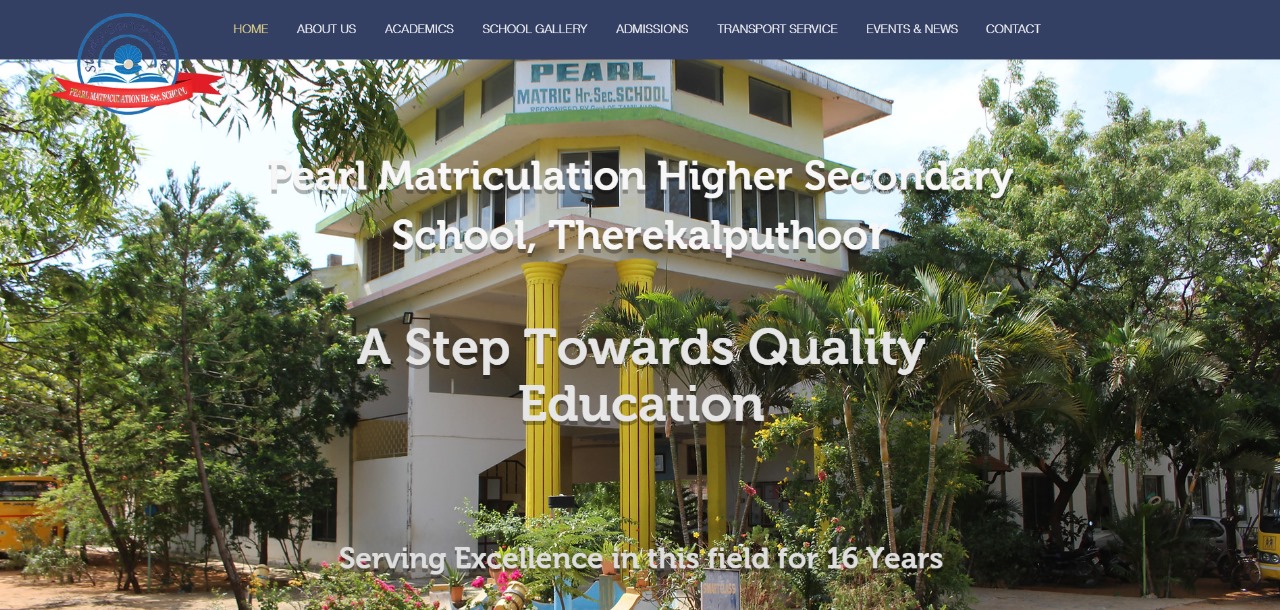 HOME ABOUT US ACADEMICS SCHOOL GALLERY ADMISSIONS TRANSPORT SERVICE EVENTS & NEWS CONTACT
PEARL MATRICULATION Hr. Sec. SCHOOL
PEARL
MATRIC Hr.Sec.SCHOOL
RECOGNISED BY
Pearl Matriculation Higher Secondary
School, Therekalputhoor
A Step Towards Quality
Education
Serving Excellence in this field for 16 Years